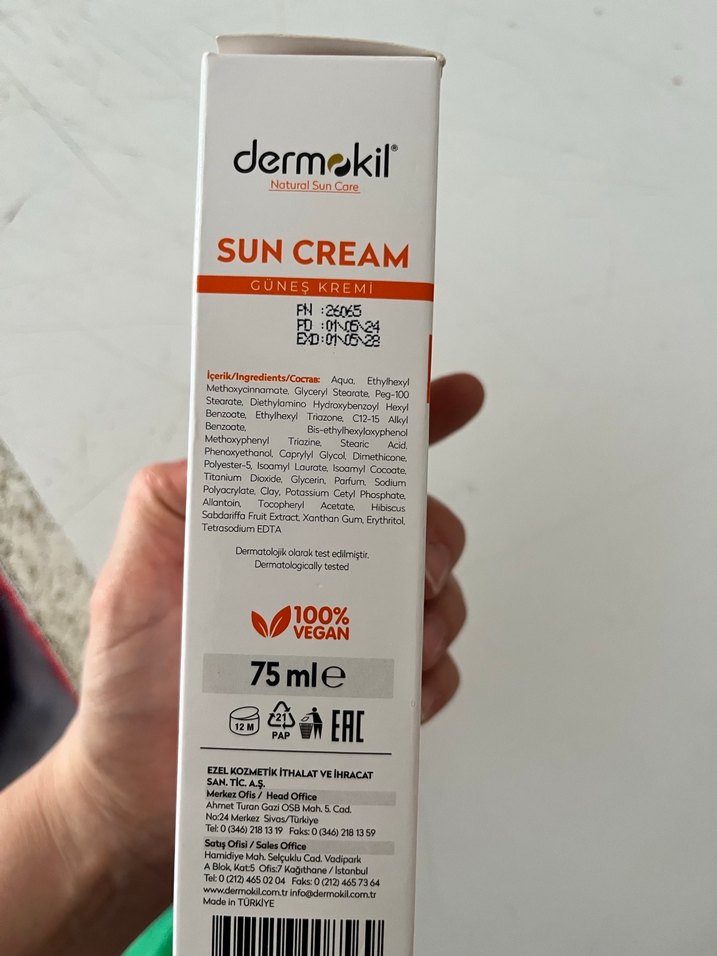 dermokil®
Natural Sun Care
SUN CREAM
GÜNEŞ KREMİ
PN :26065
PD :01\05\24
EXD:01\05\28
İçerik/Ingredients/Состав: Aqua, Ethylhexyl
Methoxycinnamate, Glyceryl Stearate, Peg-100
Stearate, Diethylamino Hydroxybenzoyl Hexyl
Benzoate, Ethylhexyl Triazone, C12-15 Alkyl
Benzoate, Bis-ethylhexyloxyphenol
Methoxyphenyl Triazine, Stearic Acid,
Phenoxyethanol, Caprylyl Glycol, Dimethicone,
Polyester-5, Isoamyl Laurate, Isoamyl Cocoate,
Titanium Dioxide, Glycerin, Parfum, Sodium
Polyacrylate, Clay, Potassium Cetyl Phosphate,
Allantoin, Tocopheryl Acetate, Hibiscus
Sabdariffa Fruit Extract, Xanthan Gum, Erythritol,
Tetrasodium EDTA
Dermatolojik olarak test edilmiştir.
Dermatologically tested
100%
VEGAN
75 ml e
12 M
21
PAP
EAC
EZEL KOZMETİK İTHALAT VE İHRACAT
SAN. TİC. A.Ş.
Merkez Ofis / Head Office
Ahmet Turan Gazi OSB Mah. 5. Cad.
No:24 Merkez Sivas/Türkiye
Tel: 0 (346) 218 13 19 Faks: 0 (346) 218 13 59
Satış Ofisi / Sales Office
Hamidiye Mah. Selçuklu Cad. Vadipark
A Blok, Kat:5 Ofis:7 Kağıthane / İstanbul
Tel: 0 (212) 465 02 04 Faks: 0 (212) 465 73 64
www.dermokil.com.tr info@dermokil.com.tr
Made in TÜRKİYE